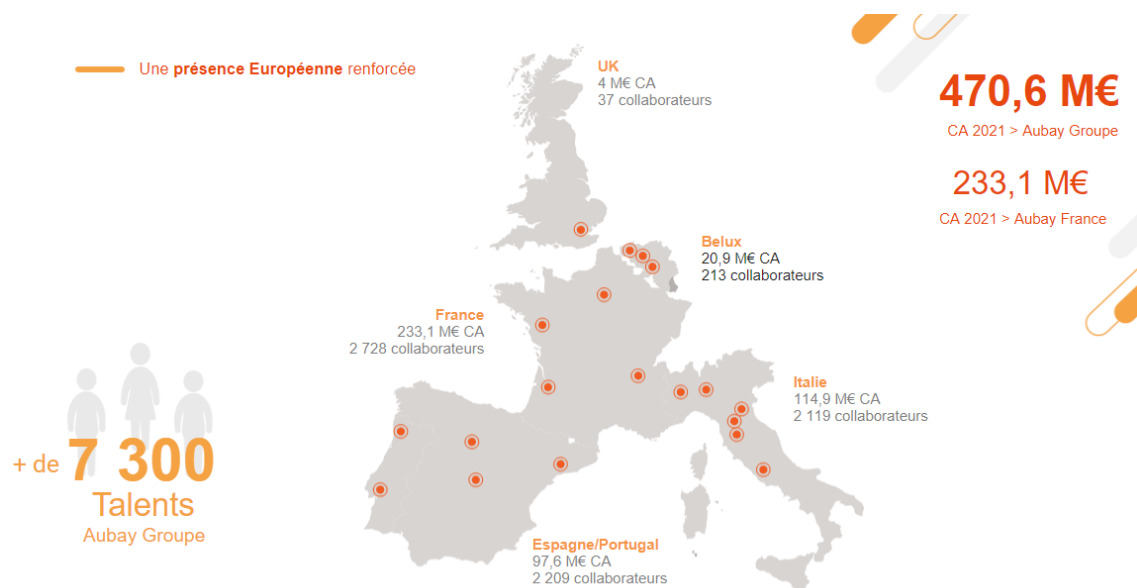 Une présence Européenne renforcée
UK
4 M€ CA
37 collaborateurs
470,6 M€
CA 2021 > Aubay Groupe
233,1 M€
CA 2021 > Aubay France
Belux
20,9 M€ CA
213 collaborateurs
France
233,1 M€ CA
2 728 collaborateurs
Italie
114,9 M€ CA
2 119 collaborateurs
+ de 7 300
Talents
Aubay Groupe
Espagne/Portugal
97,6 M€ CA
2 209 collaborateurs